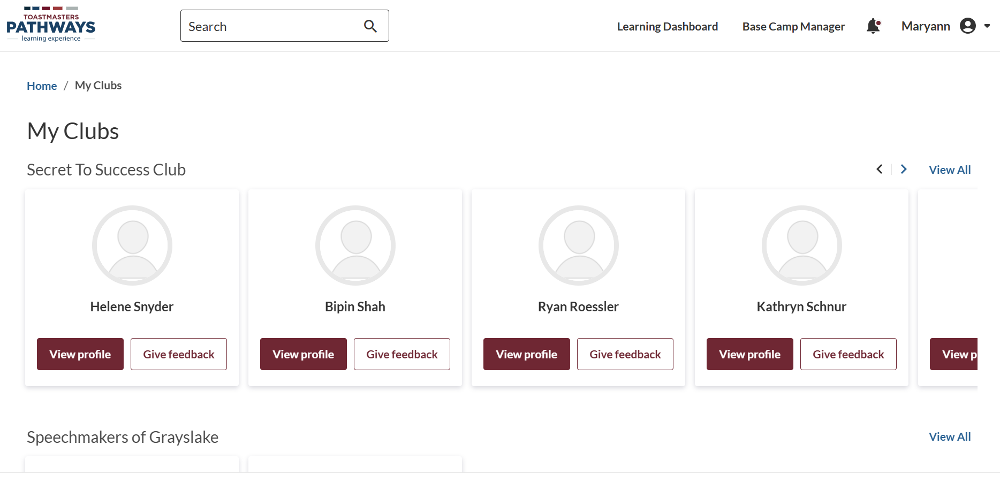 TOASTMASTERS
PATHWAYS
learning experience
Search
Learning Dashboard
Base Camp Manager
Maryann
Home / My Clubs
My Clubs
Secret To Success Club
View All
Helene Snyder
Bipin Shah
Ryan Roessler
Kathryn Schnur
View profile Give feedback
View profile Give feedback
View profile Give feedback
View profile Give feedback
View p
Speechmakers of Grayslake
View All